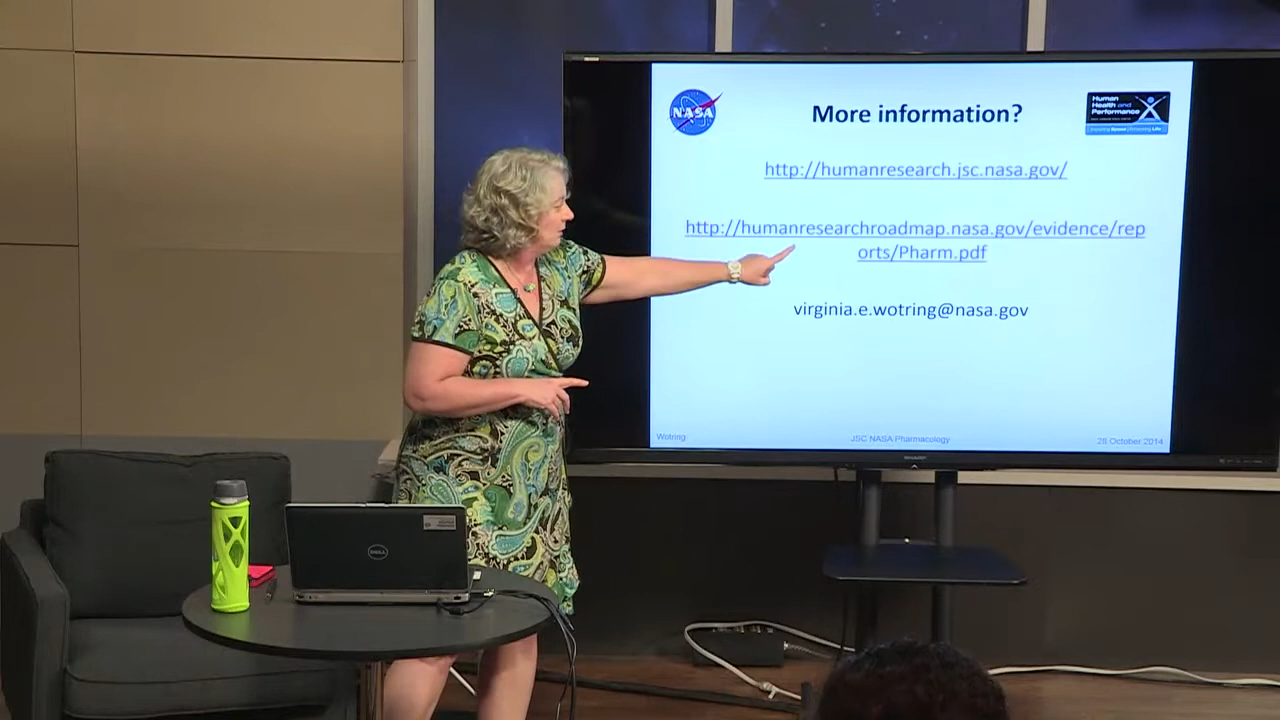 NASA
More information?
Human
Health and
Performance
http://humanresearch.jsc.nasa.gov/
http://humanresearchroadmap.nasa.gov/evidence/rep
orts/Pharm.pdf
virginia.e.wotring@nasa.gov
Wotring
JSC NASA Pharmacology
28 October 2014
SHARP
DELL